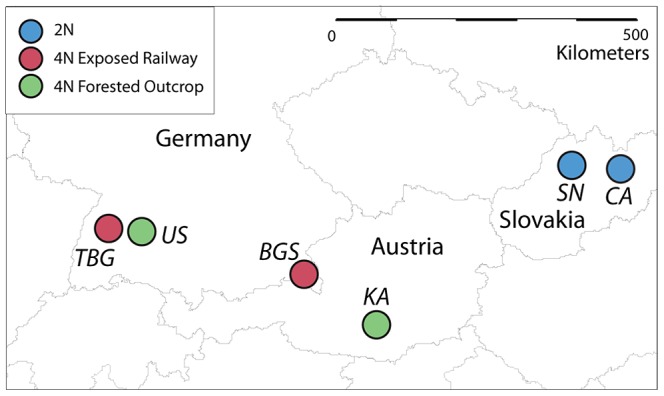 2N
4N Exposed Railway
4N Forested Outcrop
0
500
Kilometers
Germany
SN
CA
Slovakia
US
TBG
BGS
Austria
KA